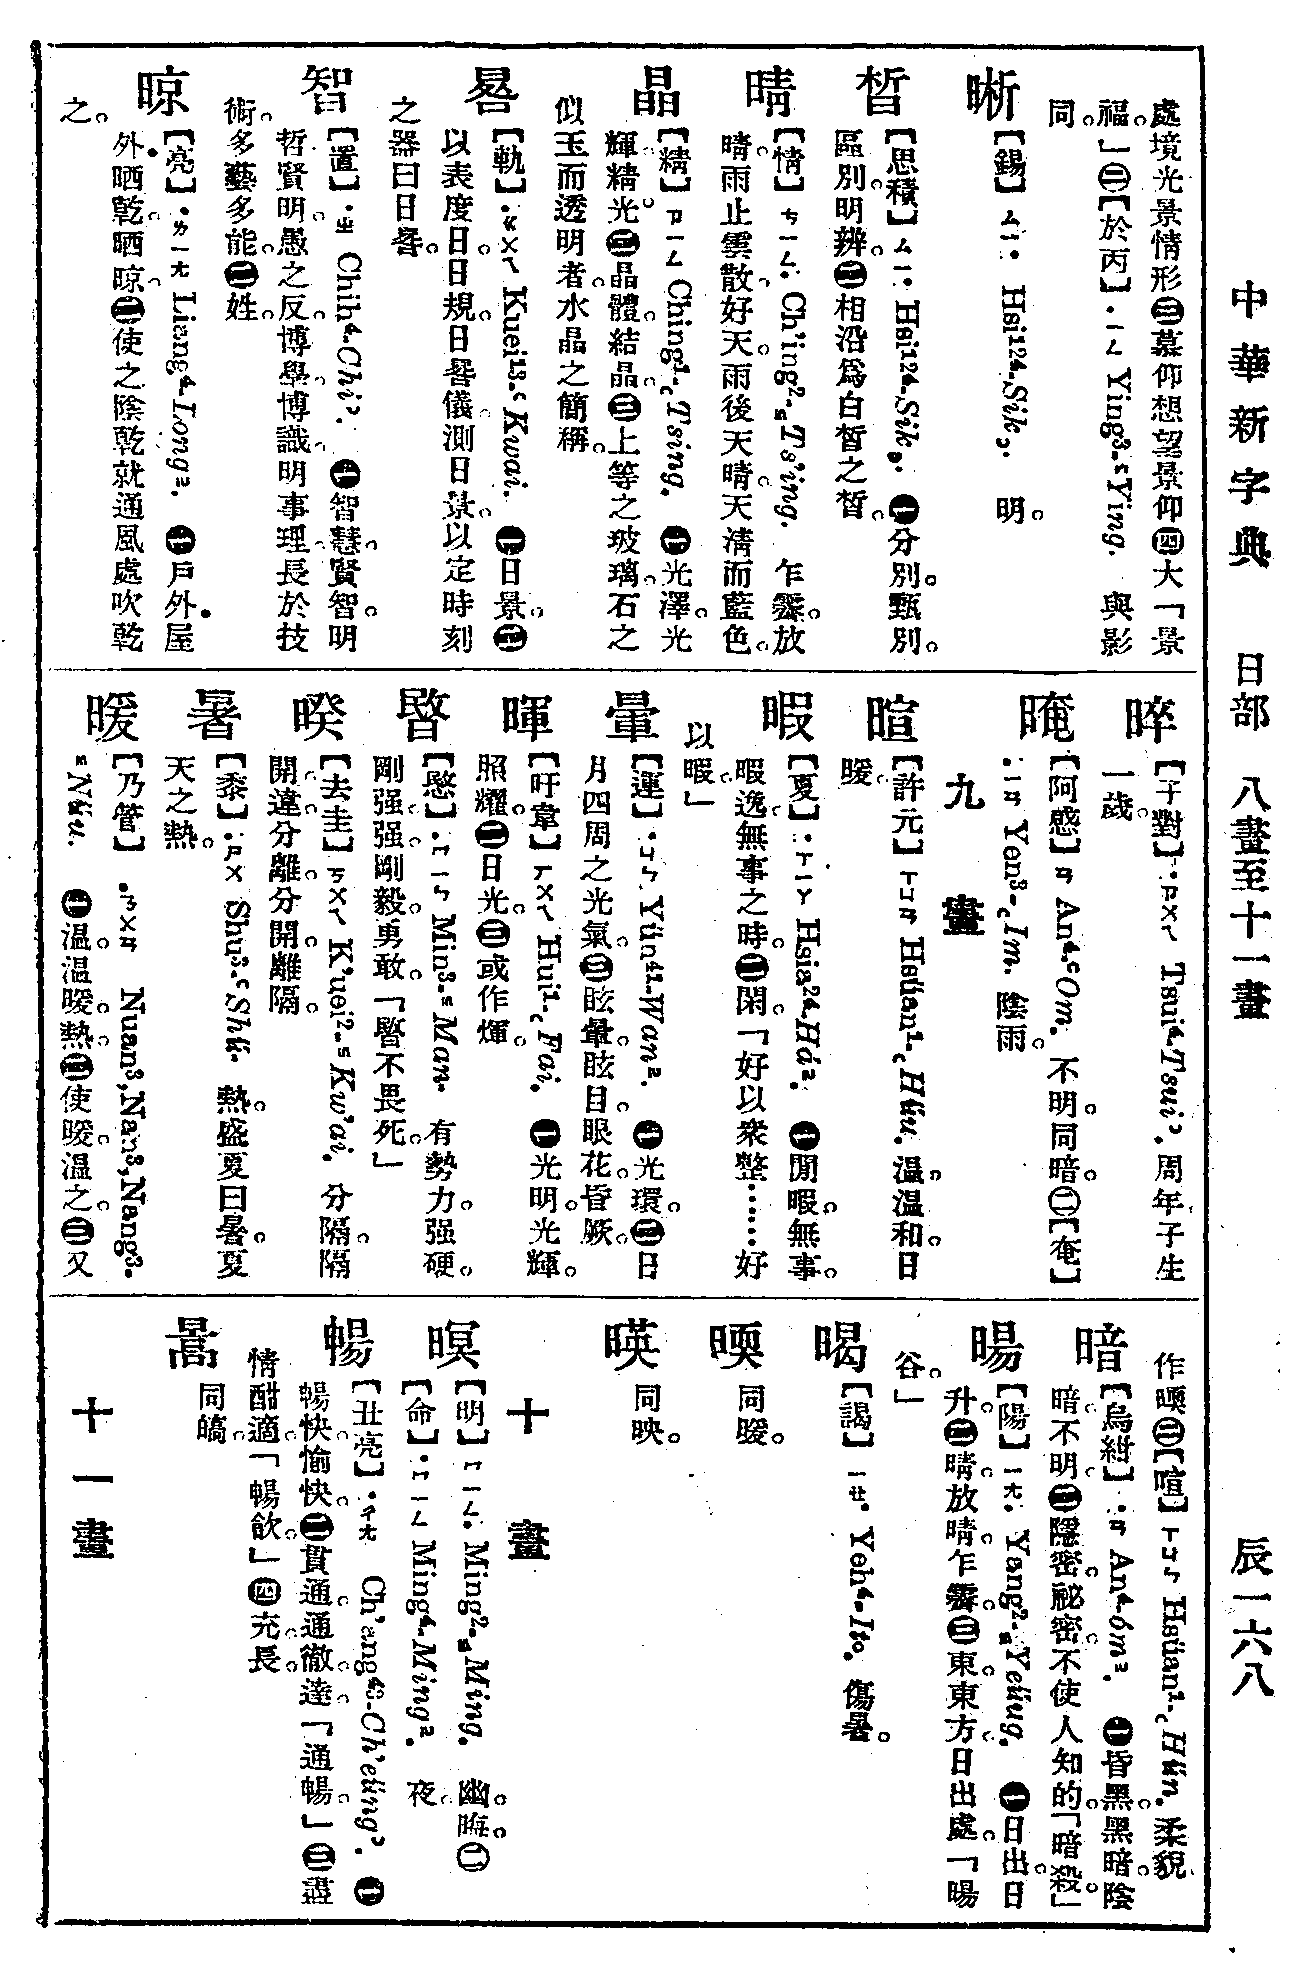 中華新字典　日部　八畫至十一畫　辰一六八
處境光景情形㊂慕仰想望景仰㊃大「景
福。」㊁【於丙】·ㄧㄥ Ying³-ʿYing. 與影
同。
晰【錫】ㄙㄧ· Hsi¹²⁴-Sik, 明。
晳【思積】ㄙㄧ· Hsi¹²⁴-Sik, ㊀分別。甄別。
區別。明辨。㊁相沿爲白皙之皙。
晴【情】ㄘㄧㄥ· Ch'ing²-Ts'ing. 乍霽。放
晴。雨止雲散。好天。雨後天晴。天淸而藍色。
晶【精】ㄗㄧㄥ Ching¹-Tsing. ㊀光澤。光
輝。精光。㊁晶體。結晶。㊂上等之玻璃。石之
似玉而透明者。水晶之簡稱。
晷【軌】·ㄍㄨㄟ Kuei¹³-ʿKwai. ㊀日景。㊁
以表度日。日規。日晷儀。測日景。以定時刻
之器曰日晷。
智【置】·ㄓ Chih⁴-Chi'. ㊀智慧。賢智。明
哲。賢明。愚之反。博學。博識。明事理。長於技
術。多藝多能。㊁姓。
晾【亮】·ㄌㄧㄤ Liang⁴-Long². ㊀戶外。屋
外。晒乾。晒晾。㊁使之陰乾。就通風處吹乾
之。
晬【子對】·ㄗㄨㄟ Tsui⁴-Tsui'. 周年。子生
一歲。
晻【阿感】ㄢ An⁴-ʿOm. 不明。同暗。㊁【奄】
·ㄧㄢ Yen³-Im. 陰雨。
九　畫
暄【許元】ㄒㄩㄢ Hsüan¹-Hün. 溫。溫和。日
暖。
暇【夏】·ㄒㄧㄚ Hsia²⁴-Há². ㊀閒暇。無事。
暇逸。無事之時。㊁閑。「好以衆整……好
以暇。」
暈【運】·ㄩㄣ Yün⁴¹-Wan². ㊀光環。㊁日
月四周之光氣。㊂眩暈。眩目。眼花。昏厥。
暉【吁韋】ㄏㄨㄟ Hui¹-Fai. ㊀光明。光輝。
照耀。㊁日光。㊂或作煇。
暋【愍】·ㄇㄧㄣ Min³-Man. 有勢力。强硬。
剛强。强剛毅。勇敢。「暋不畏死。」
暌【去圭】ㄎㄨㄟ K'uei²-Kw'ai. 分隔。隔
開。違。分離。分開。離隔。
暑【黍】·ㄕㄨ Shu³-ʿShü. 熱。盛夏曰暑。夏
天之熱。
暖【乃管】·ㄋㄨㄢ Nuan³,Nan³,Nang³-
Nün. ㊀溫。溫暖。熱。㊁使暖。溫之。㊂又
作㬉。㊁【喧】ㄒㄩㄢ Hsüan¹-Hün. 柔貌。
暗【烏紺】·ㄢ An⁴-óm². ㊀昏黑。黑暗。陰
暗。不明。㊁隱密。祕密。不使人知的。「暗殺。」
暘【陽】ㄧㄤ· Yang²-Yeüng. ㊀日出。日
升。㊁晴。放晴。乍霽。㊂東。東方。日出處。「暘
谷。」
暍【謁】ㄧㄝ· Yeh⁴-It。. 傷暑。
㬉　同暖。
暎　同映。
十　畫
暝【明】ㄇㄧㄥ· Ming²-Ming. 幽。晦。㊁
【命】·ㄇㄧㄥ Ming⁴-Ming². 夜。
暢【丑亮】·ㄔㄤ Ch'ang⁴³-Ch'eüng'. ㊀
暢快。愉快。㊁貫通。通徹。達。「通暢。」㊂盡
情。酣適。「暢飮。」㊃充。長。
暠　同皜。
十一畫